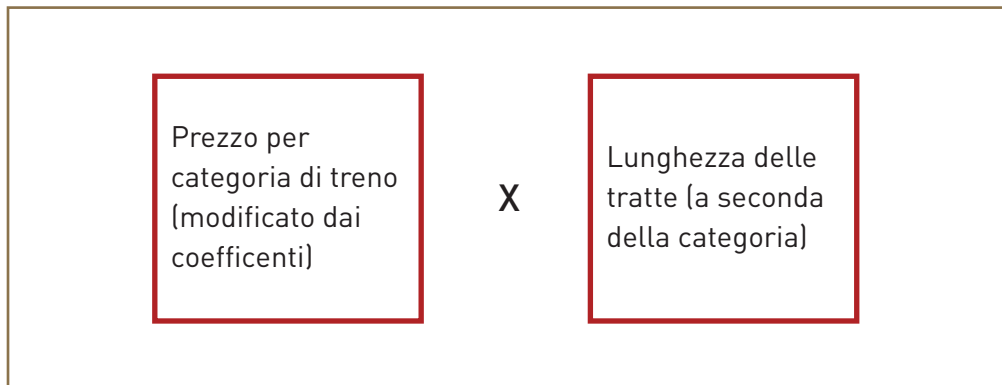 Prezzo per
categoria di treno
(modificato dai
coefficenti)
X
Lunghezza delle
tratte (a seconda
della categoria)